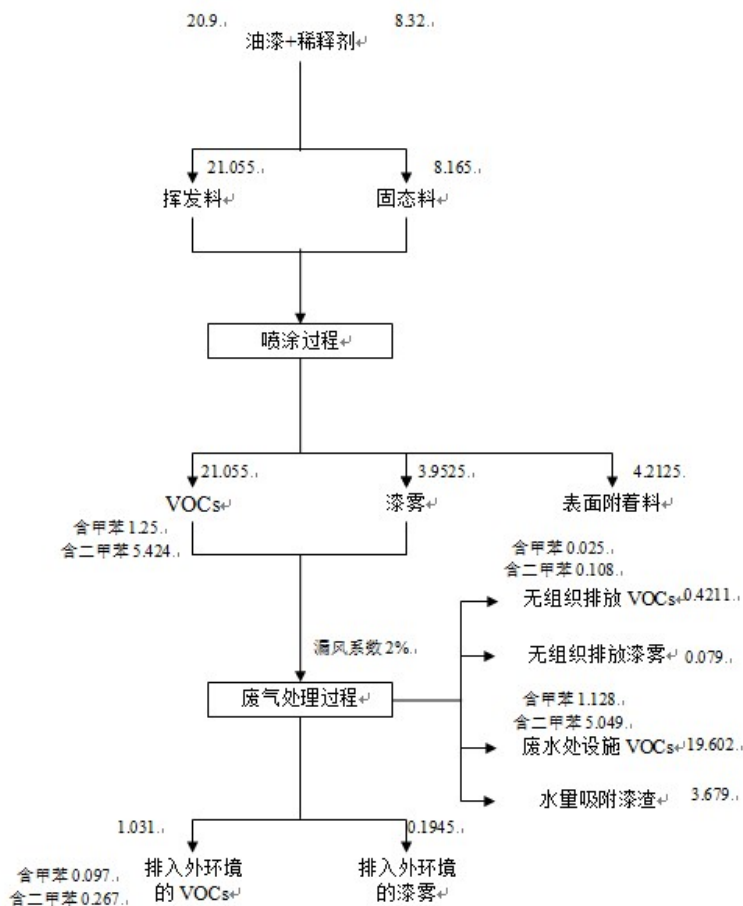 20.9 8.32
油漆+稀释剂
21.055 8.165
挥发料 固态料
喷涂过程
21.055 3.9525 4.2125
VOCs 漆雾 表面附着料
含甲苯 1.25
含二甲苯 5.424
含甲苯 0.025
含二甲苯 0.108
无组织排放 VOCs 0.4211
漏风系数 2%
无组织排放漆雾 0.079
废气处理过程
含甲苯 1.128
含二甲苯 5.049
废水处设施 VOCs 19.602
水量吸附漆渣 3.679
1.031 0.1945
排入外环境的 VOCs
排入外环境的漆雾
含甲苯 0.097
含二甲苯 0.267